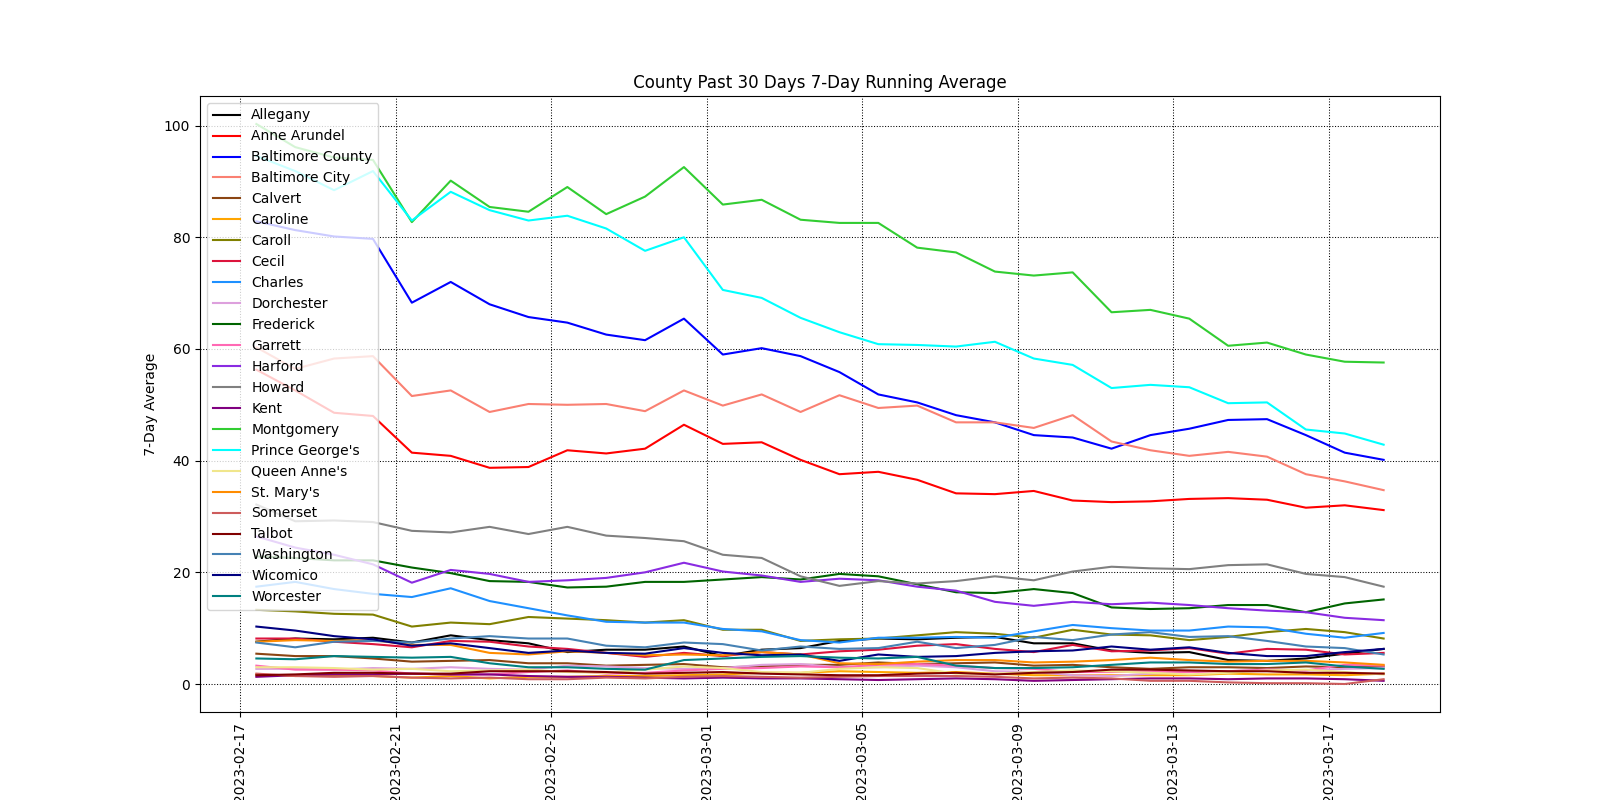 County Past 30 Days 7-Day Running Average
7-Day Average
100
80
60
40
20
0
Allegany
Anne Arundel
Baltimore County
Baltimore City
Calvert
Caroline
Caroll
Cecil
Charles
Dorchester
Frederick
Garrett
Harford
Howard
Kent
Montgomery
Prince George's
Queen Anne's
St. Mary's
Somerset
Talbot
Washington
Wicomico
Worcester
2023-02-17
2023-02-21
2023-02-25
2023-03-01
2023-03-05
2023-03-09
2023-03-13
2023-03-17